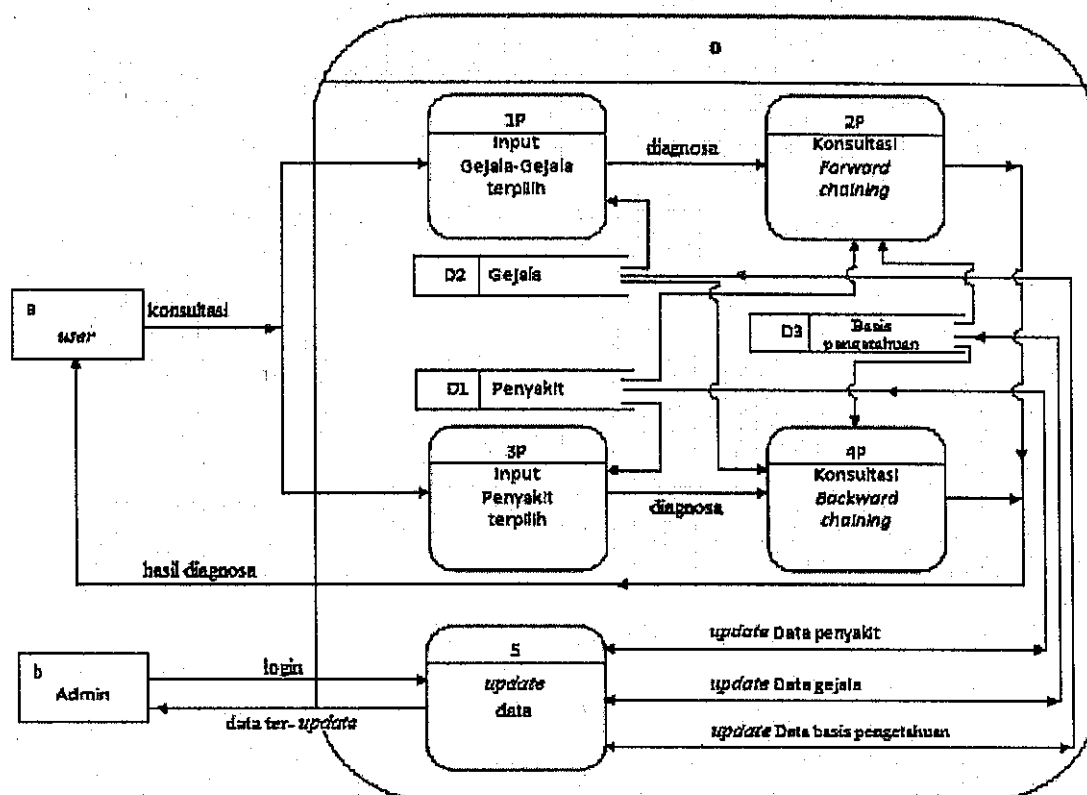 0
1P
Input
Gejala-Gejala
terpilih
diagnosa
2P
Konsultasi
Forward
chaining
D2 Gejala
a
user
konsultasi
D3 Basis
pengetahuan
D1 Penyakit
3P
Input
Penyakit
terpilih
diagnosa
4P
Konsultasi
Backward
chaining
hasil diagnosa
b
Admin
login
data ter-update
5
update
data
update Data penyakit
update Data gejala
update Data basis pengetahuan